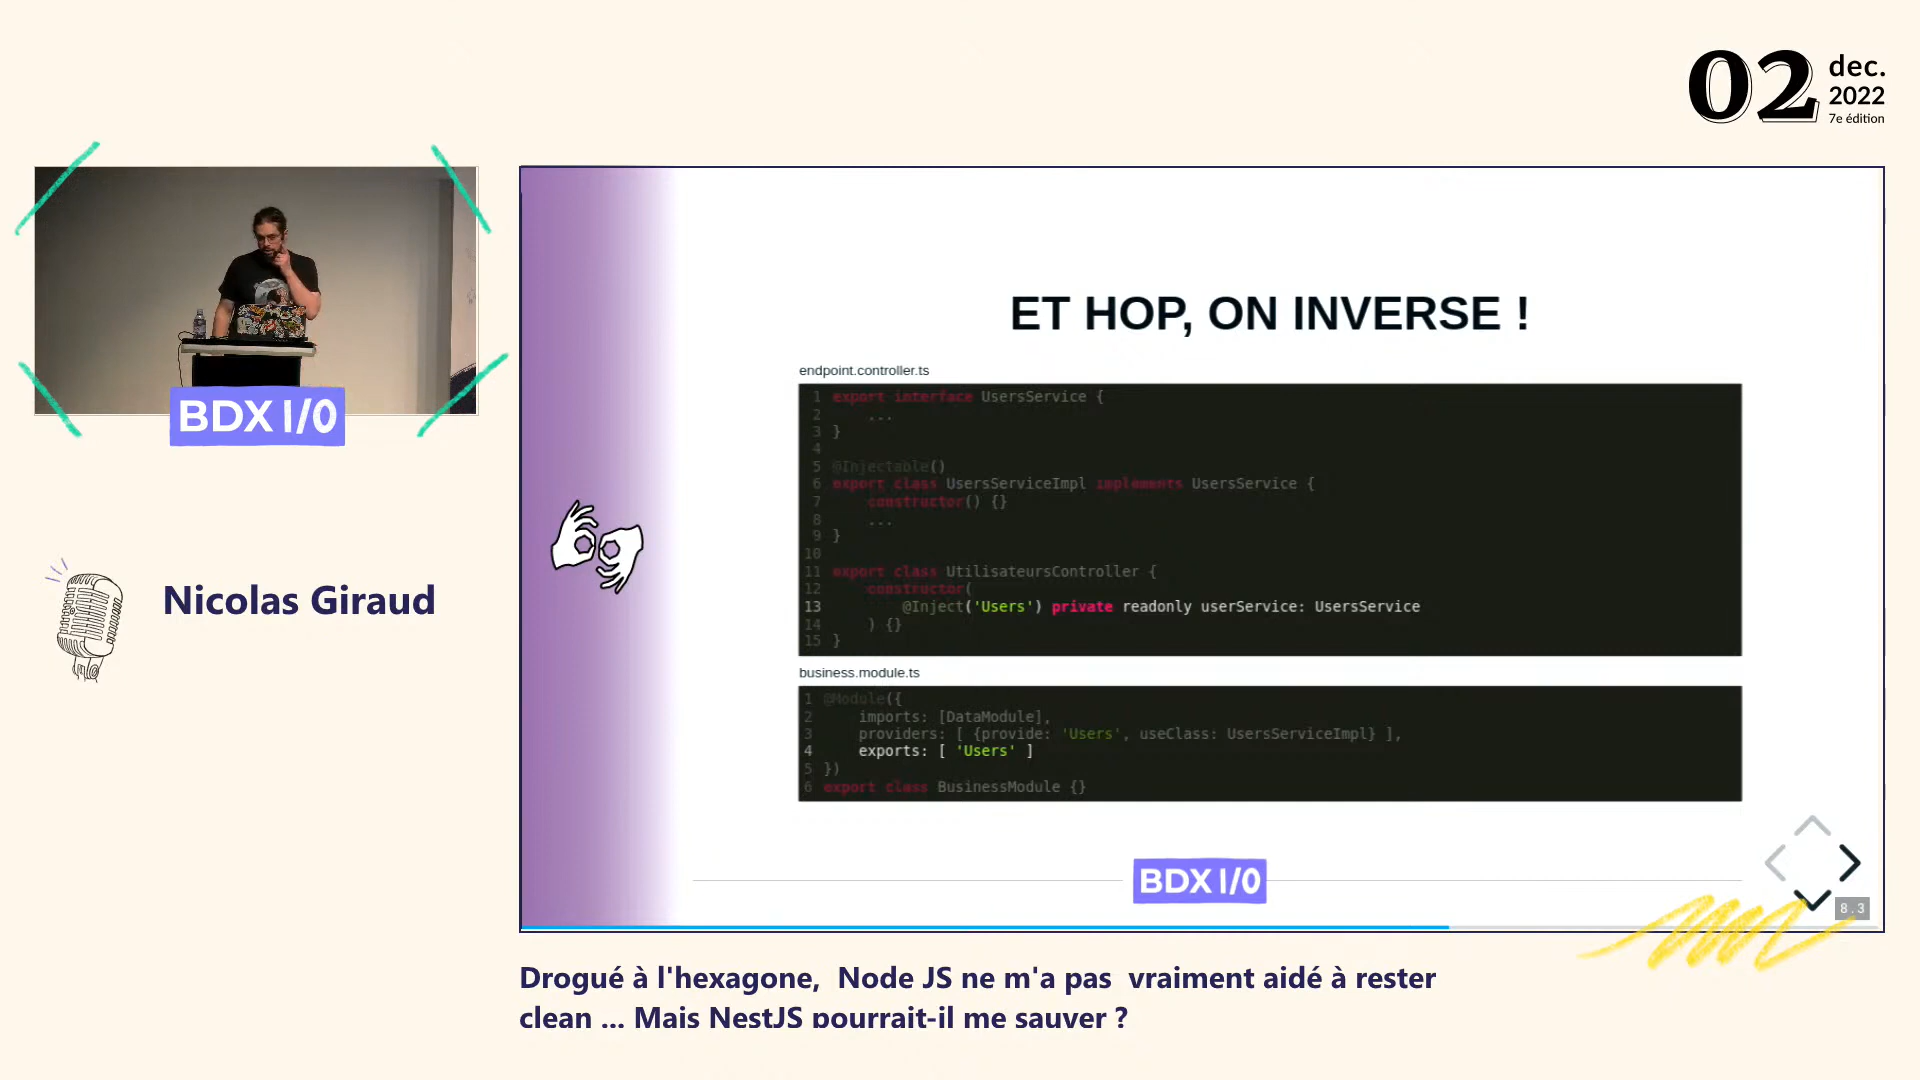 02 dec.
2022
7e édition
BDX I/O
Nicolas Giraud
ET HOP, ON INVERSE !
endpoint.controller.ts
1 export interface UsersService {
2 ...
3 }
4
5 @Injectable()
6 export class UsersServiceImpl implements UsersService {
7 constructor() {}
8 ...
9 }
10
11 export class UtilisateursController {
12 constructor(
13 @Inject('Users') private readonly userService: UsersService
14 ) {}
15 }
business.module.ts
1 @Module({
2 imports: [DataModule],
3 providers: [ {provide: 'Users', useClass: UsersServiceImpl} ],
4 exports: [ 'Users' ]
5 })
6 export class BusinessModule {}
BDX I/O
8.3
Drogué à l'hexagone, Node JS ne m'a pas vraiment aidé à rester
clean ... Mais NestJS pourrait-il me sauver ?